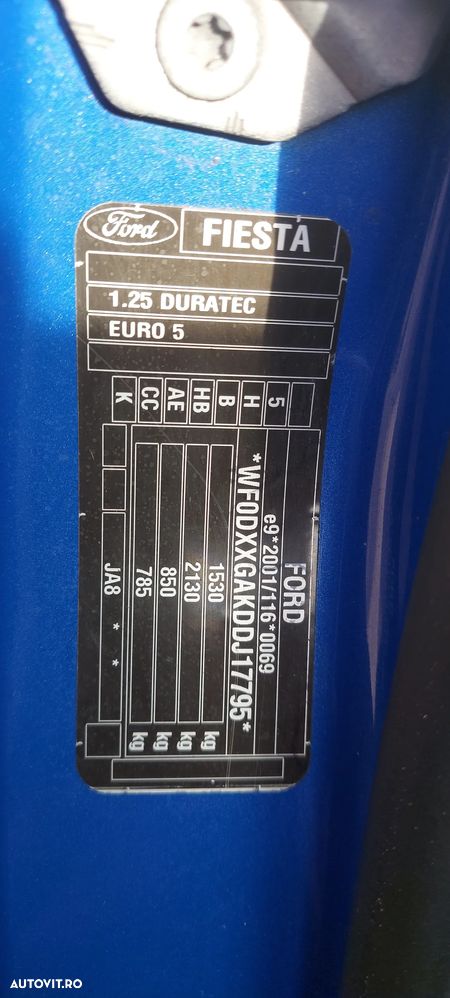 Ford FIESTA
1.25 DURATEC
EURO 5
K CC AE HB B H 5
FORD
e9*2001/116*0069
*WF0DXXGAKDDJ17795*
1530 kg
2130 kg
850 kg
785 kg
JA8 * *
AUTOVIT.RO